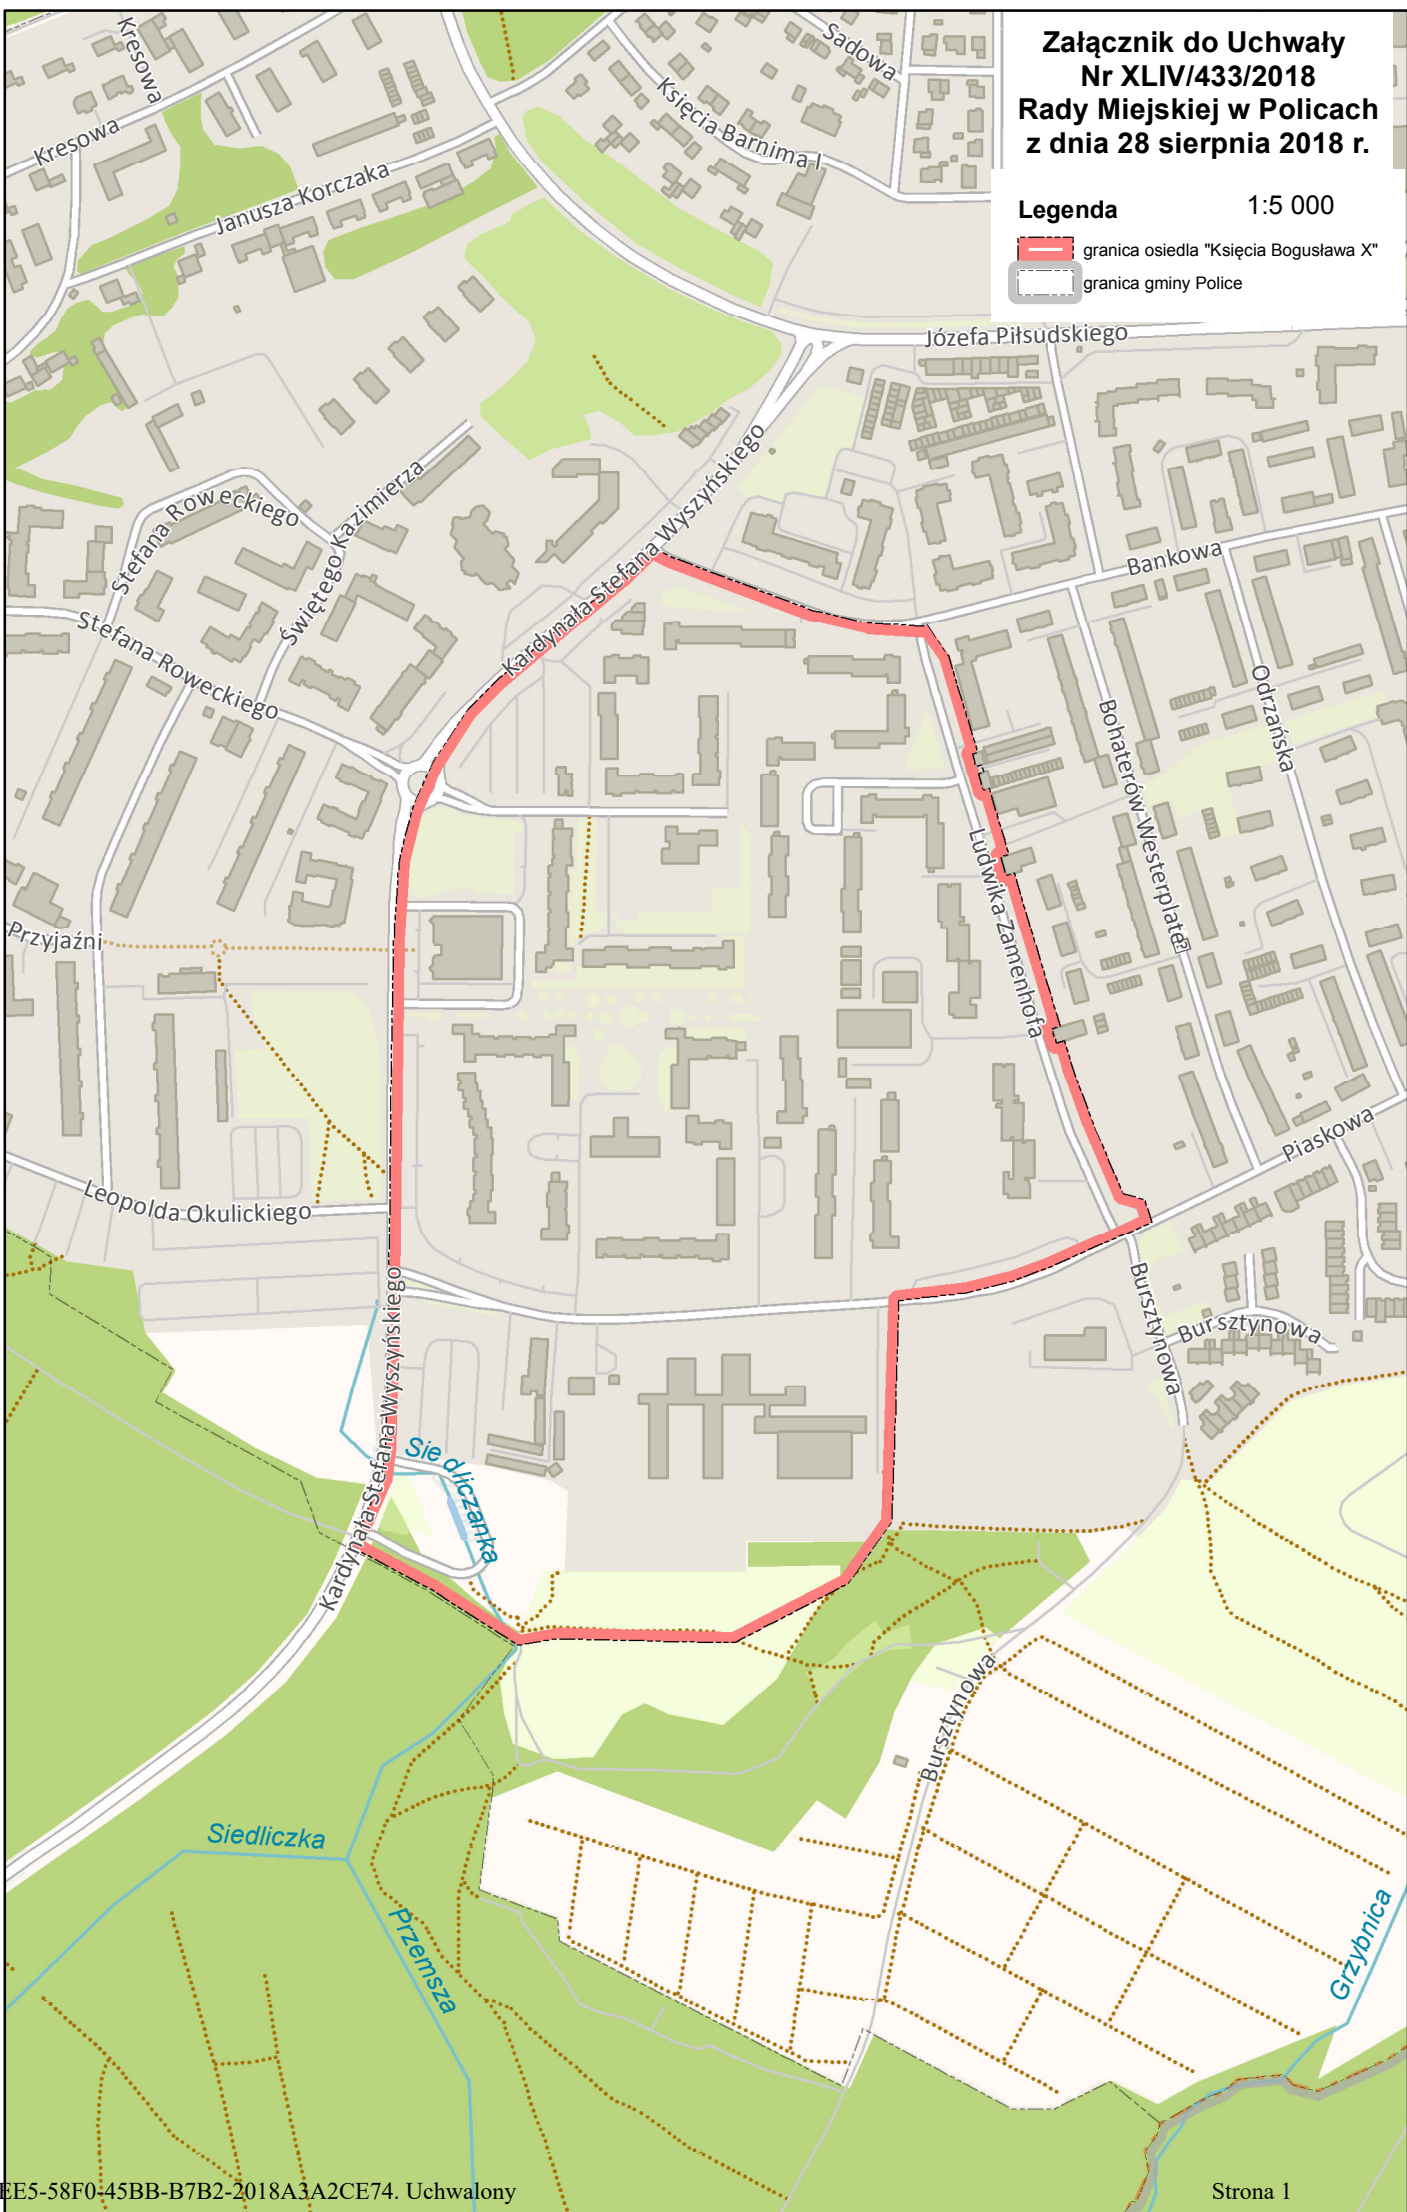 Załącznik do Uchwały
Nr XLIV/433/2018
Rady Miejskiej w Policach
z dnia 28 sierpnia 2018 r.
Legenda 1:5 000
granica osiedla "Księcia Bogusława X"
granica gminy Police
Kresowa
Sadowa
Księcia Barnima I
Kresowa
Janusza Korczaka
Józefa Piłsudskiego
Kardynała Stefana Wyszyńskiego
Stefana Roweckiego
Świętego Kazimierza
Bankowa
Stefana Roweckiego
Odrzańska
Bohaterów Westerplatte
Ludwika Zamenhofa
Przyjaźni
Piaskowa
Leopolda Okulickiego
Bursztynowa
Bursztynowa
Kardynała Stefana Wyszyńskiego
Siedliczanka
Kardynała Stefana Wyszyńskiego
Bursztynowa
Siedliczka
Przemsza
Grzybnica
EE5-58F0-45BB-B7B2-2018A3A2CE74. Uchwalony
Strona 1